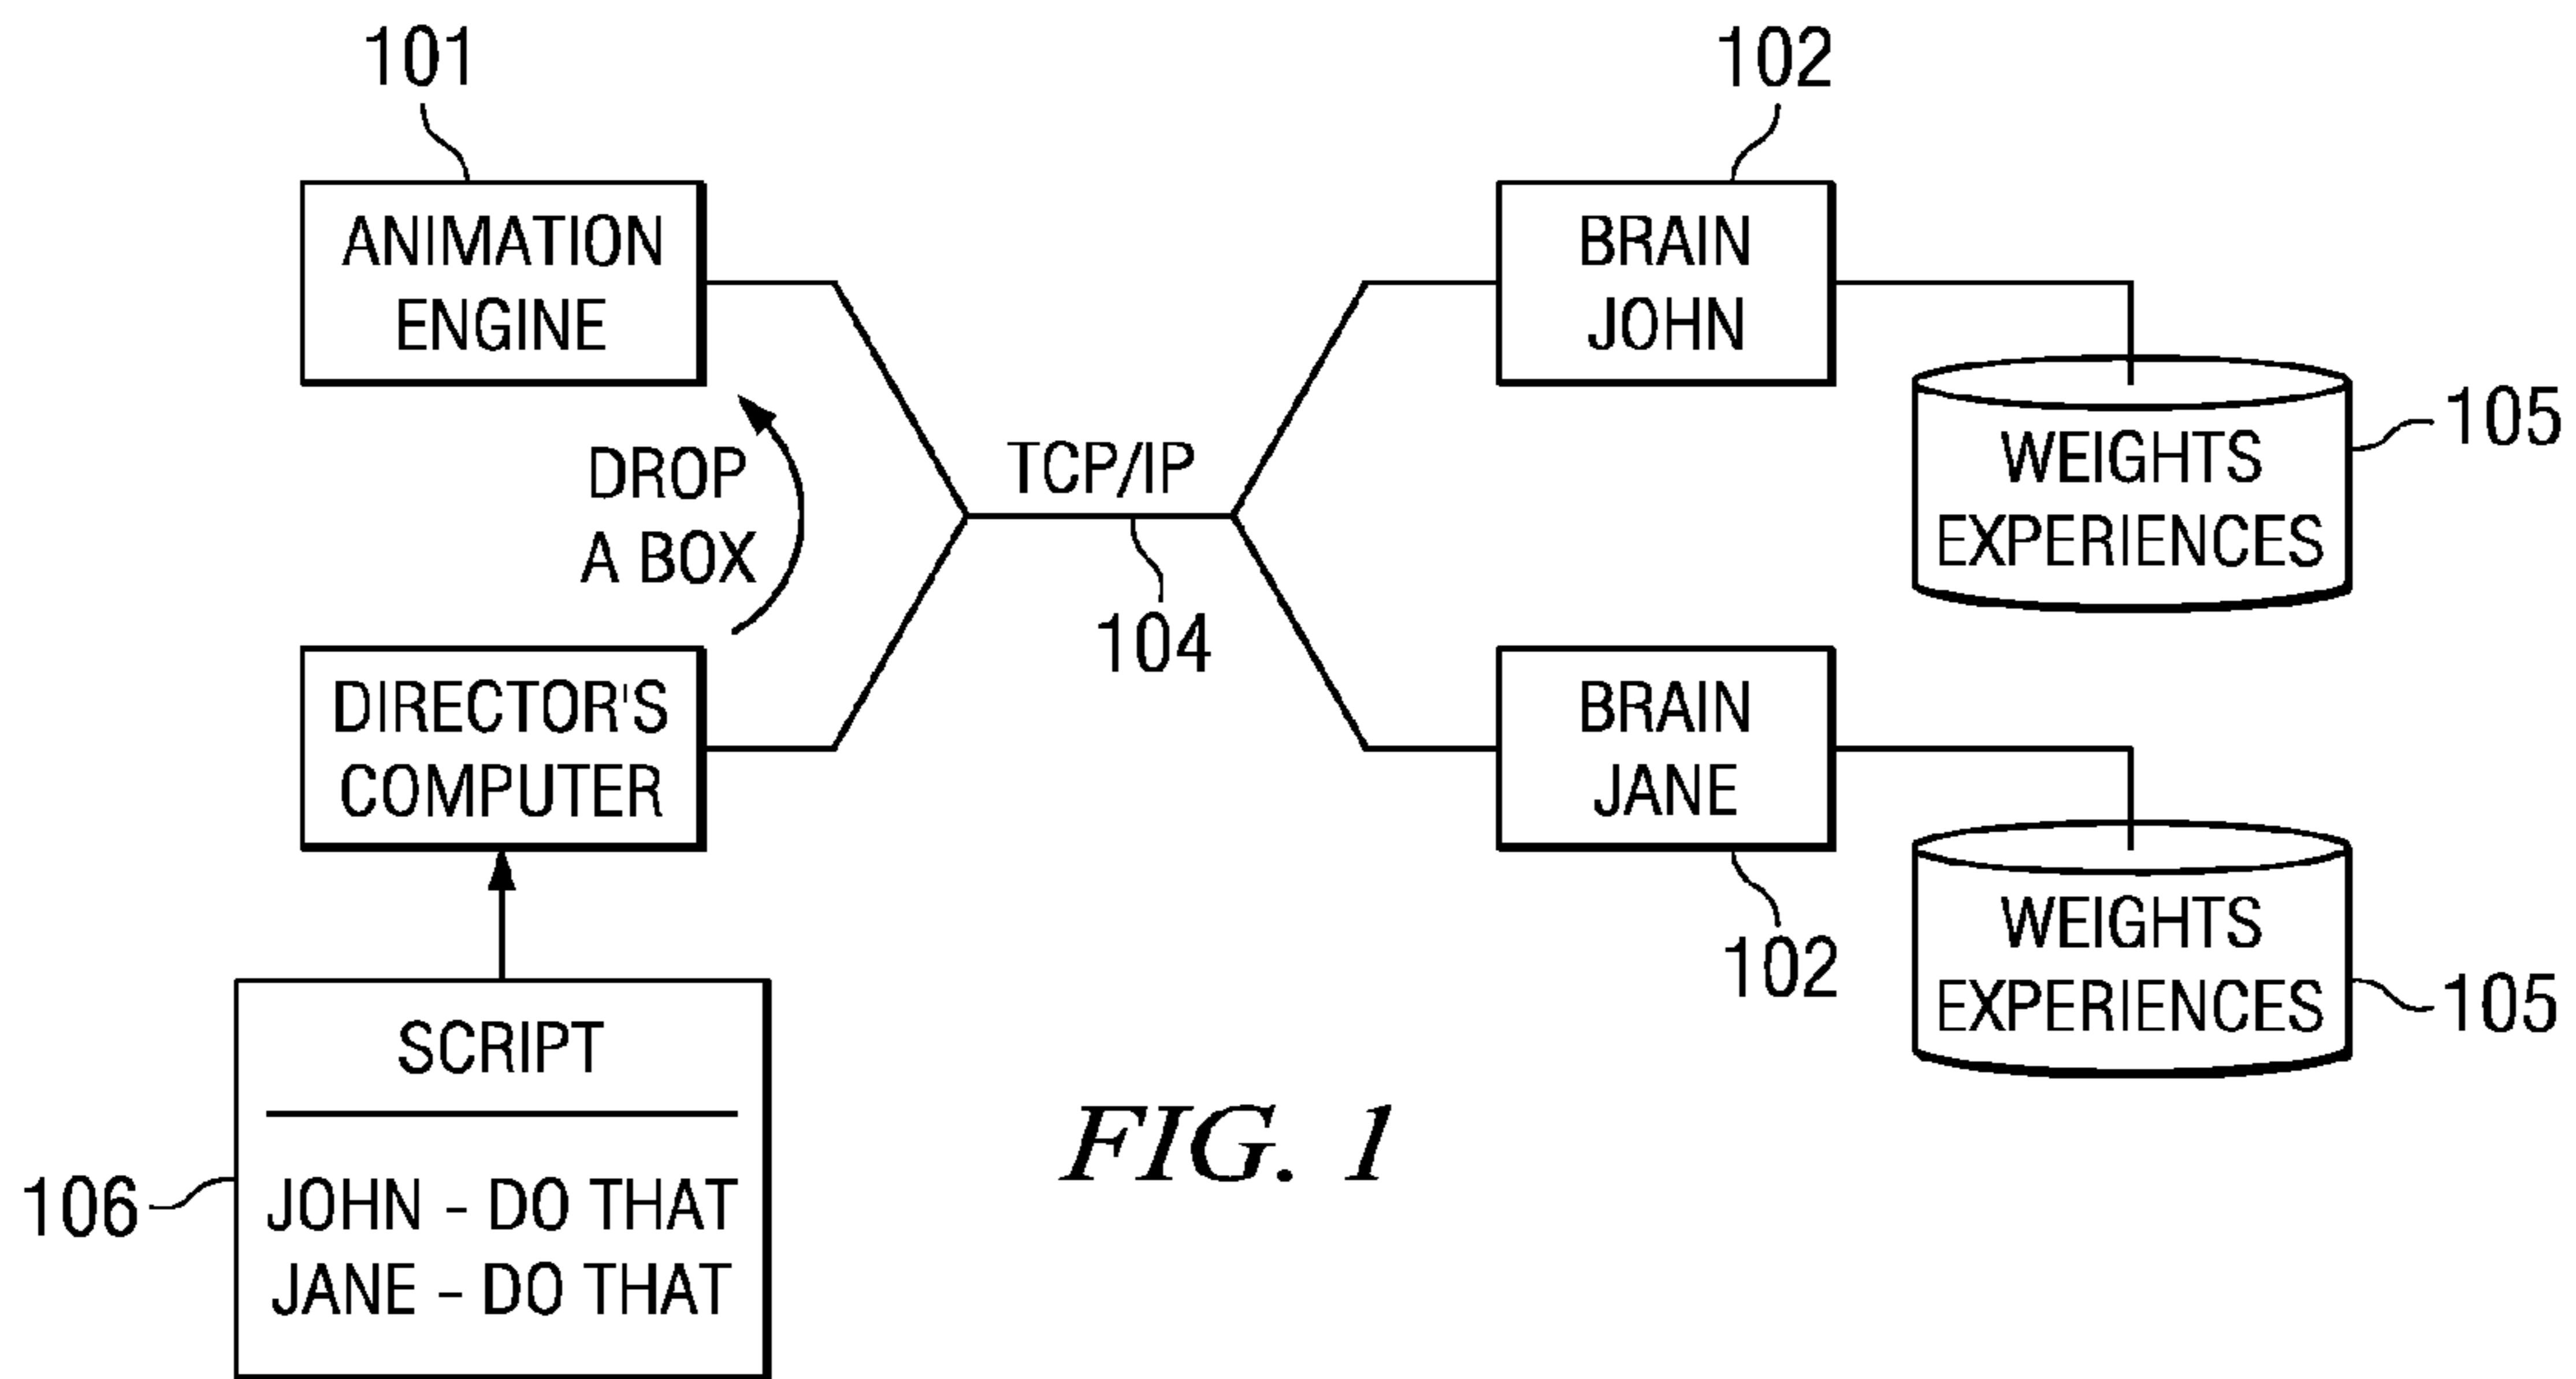 101
102
ANIMATION
ENGINE
BRAIN
JOHN
105
WEIGHTS
EXPERIENCES
DROP
A BOX
TCP/IP
104
DIRECTOR'S
COMPUTER
BRAIN
JANE
102
WEIGHTS
EXPERIENCES
105
SCRIPT
106
JOHN - DO THAT
JANE - DO THAT
FIG. 1